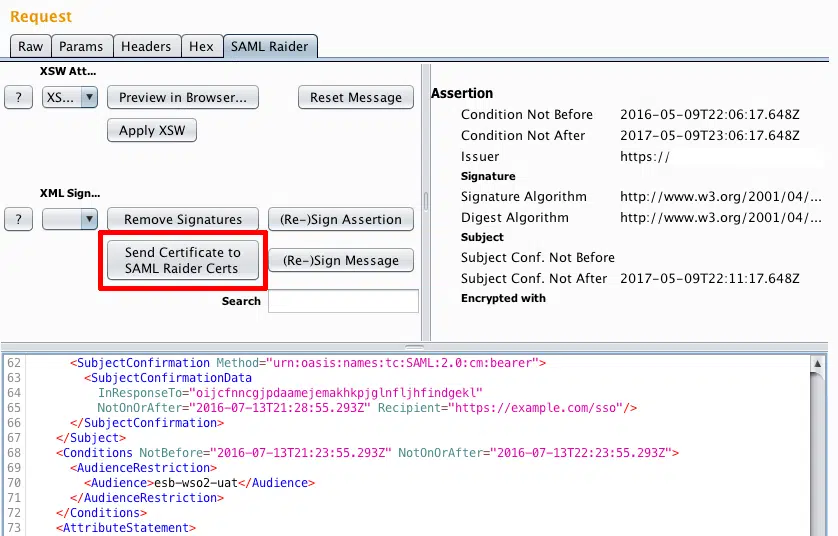 Request
Raw Params Headers Hex SAML Raider
XSW Att...
? XS... Preview in Browser... Reset Message
Apply XSW
XML Sign...
? Remove Signatures (Re-)Sign Assertion
Send Certificate to
SAML Raider Certs
(Re-)Sign Message
Search
Assertion
Condition Not Before 2016-05-09T22:06:17.648Z
Condition Not After 2017-05-09T23:06:17.648Z
Issuer https://
Signature
Signature Algorithm http://www.w3.org/2001/04/...
Digest Algorithm http://www.w3.org/2001/04/...
Subject
Subject Conf. Not Before
Subject Conf. Not After 2017-05-09T22:11:17.648Z
Encrypted with
62 <SubjectConfirmation Method="urn:oasis:names:tc:SAML:2.0:cm:bearer">
63 <SubjectConfirmationData
64 InResponseTo="oijcfnncgjpdaamejemakhkpjglnfljhfindgekl"
65 NotOnOrAfter="2016-07-13T21:28:55.293Z" Recipient="https://example.com/sso"/>
66 </SubjectConfirmation>
67 </Subject>
68 <Conditions NotBefore="2016-07-13T21:23:55.293Z" NotOnOrAfter="2016-07-13T22:23:55.293Z">
69 <AudienceRestriction>
70 <Audience>esb-wso2-uat</Audience>
71 </AudienceRestriction>
72 </Conditions>
73 <AttributeStatement>